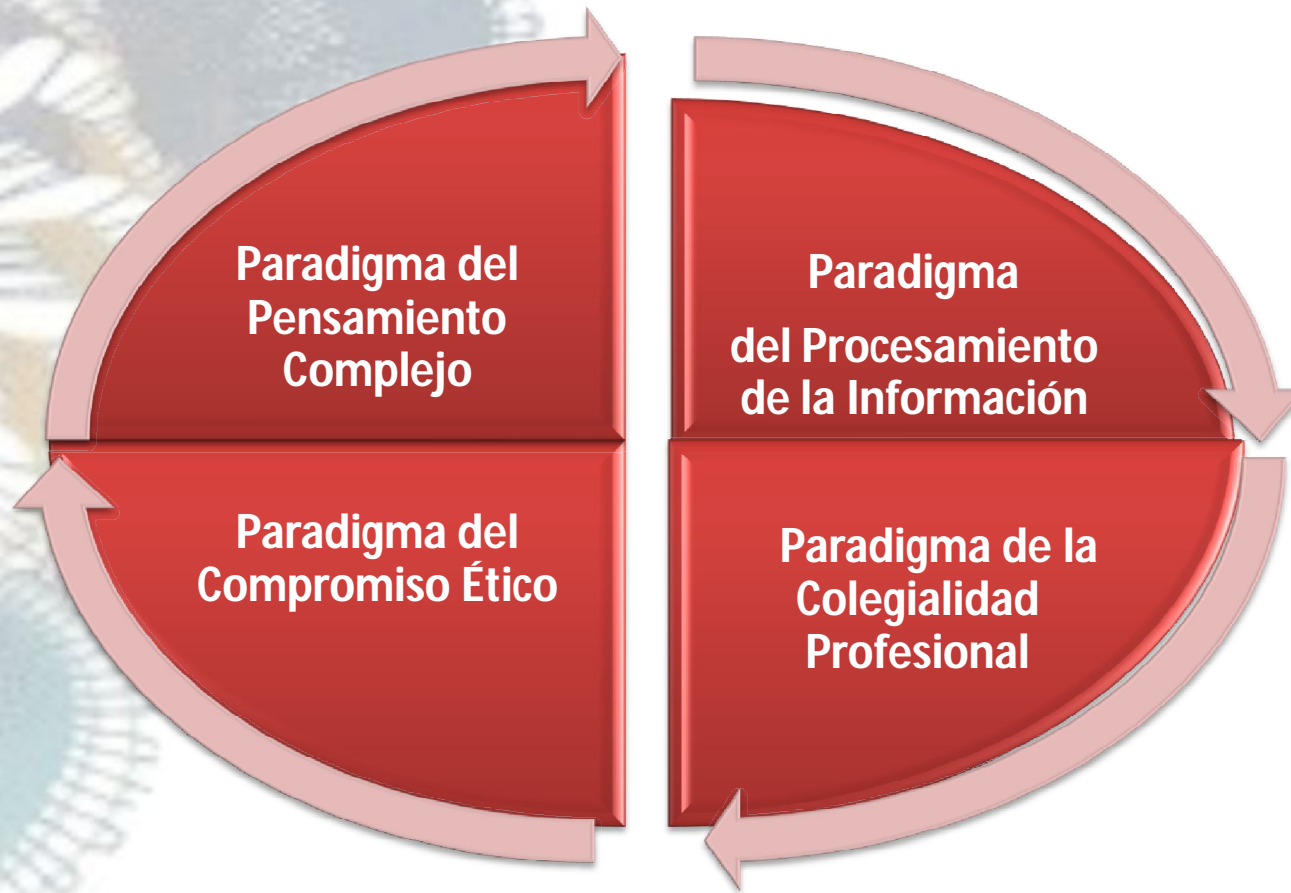 Paradigma del
Pensamiento
Complejo
Paradigma
del Procesamiento
de la Información
Paradigma del
Compromiso Ético
Paradigma de la
Colegialidad
Profesional